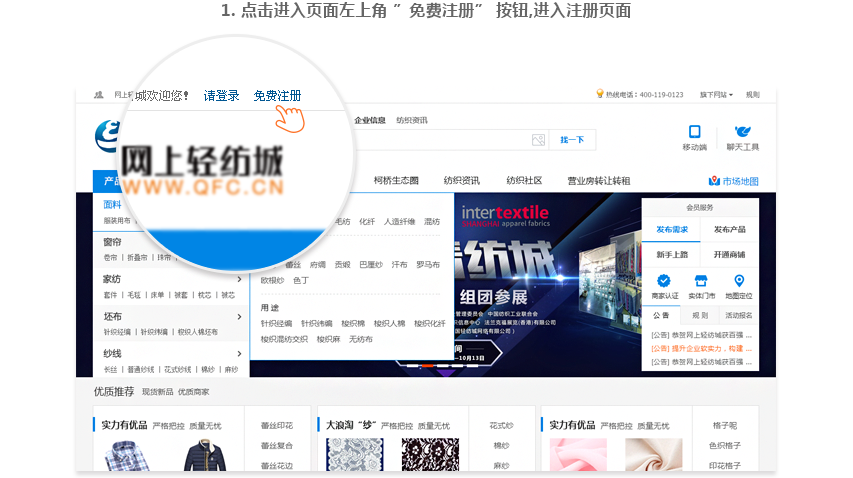 1. 点击进入页面左上角 ″ 免费注册″ 按钮,进入注册页面
网上轻纺
城欢迎您! 请登录 免费注册
热线电话：400-119-0123 旗下网站 规则
企业信息 纺织资讯
找一下
移动端 聊天工具
网上轻纺城
WWW.QFC.CN
柯桥生态圈 纺织资讯 纺织社区 营业房转让转租 市场地图
面料
服装用布
毛纺 化纤 人造纤维 混纺
窗帘
卷帘 | 折叠帘 | 珠帘
蕾丝 府绸 贡缎 巴厘纱 汗布 罗马布
欧根纱 色丁
家纺
套件 | 毛毯 | 床单 | 被套 | 枕芯 | 被芯
用 途
针织经编 针织纬编 梭织棉 梭织人棉 梭织化纤
梭织混纺交织 梭织麻 无纺布
坯布
针织经编 | 针织纬编 | 梭织人棉坯布
纱线
长丝 | 普通纱线 | 花式纱线 | 棉纱 | 麻纱
intertextile
SHANGHAI apparel fabrics
纺城
组团参展
—10月13日
会员服务
发布需求 发布产品
新手上路 开通商铺
商家认证 实体门市 地图定位
公 告 规 则 活动报名
[公告] 恭贺网上轻纺城获百强 ...
[公告] 提升企业软实力，构建 ...
[公告] 恭贺网上轻纺城获百强 ...
优质推荐 现货新品 优质商家
实力有优品 严格把控 质量无忧
蕾丝印花
蕾丝复合
蕾丝花边
大浪淘“纱” 严格把控 质量无忧
花式纱
棉纱
麻纱
实力有优品 严格把控 质量无忧
格子呢
色织格子
印花格子